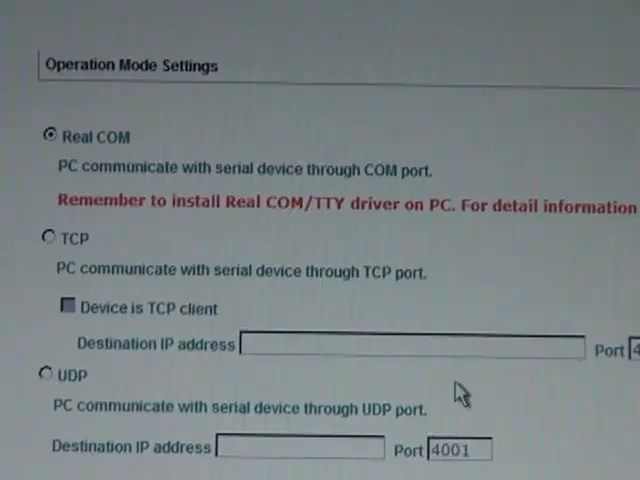 Operation Mode Settings
Real COM
PC communicate with serial device through COM port.
Remember to install Real COM/TTY driver on PC. For detail information
TCP
PC communicate with serial device through TCP port.
Device is TCP client
Destination IP address Port 4
UDP
PC communicate with serial device through UDP port.
Destination IP address Port 4001